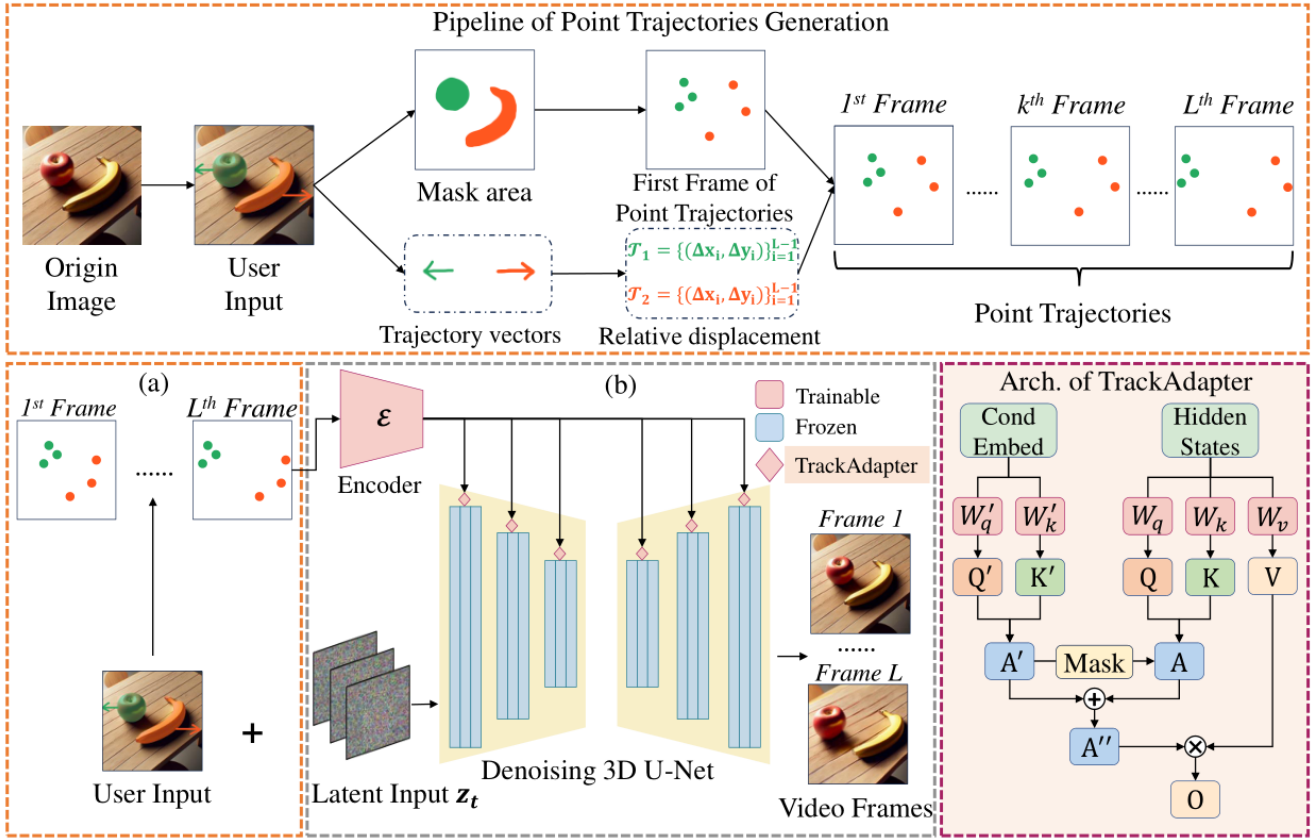 Pipeline of Point Trajectories Generation
1st Frame
kth Frame
Lth Frame
......
......
Mask area
First Frame of
Point Trajectories
Origin
Image
User
Input
𝒯₁ = {(Δxᵢ, Δyᵢ)}ᵢ₌₁ᴸ⁻¹
𝒯₂ = {(Δxᵢ, Δyᵢ)}ᵢ₌₁ᴸ⁻¹
Trajectory vectors
Relative displacement
Point Trajectories
(a)
1st Frame
Lth Frame
......
User Input
+
(b)
ε
Encoder
Trainable
Frozen
TrackAdapter
Frame 1
......
Frame L
Video Frames
Denoising 3D U-Net
Latent Input zt
Arch. of TrackAdapter
Cond
Embed
Hidden
States
W′q W′k Wq Wk Wv
Q′ K′ Q K V
A′ Mask A
+
A′′ ×
O